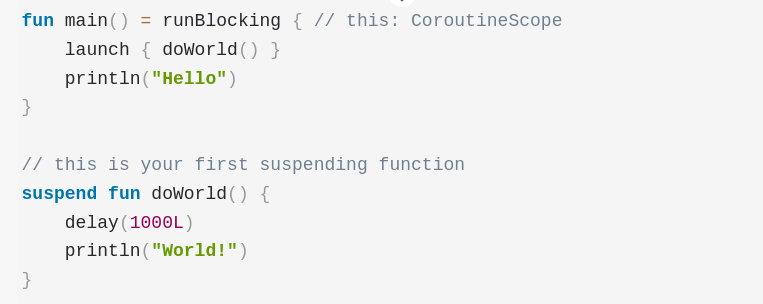 fun main() = runBlocking { // this: CoroutineScope
    launch { doWorld() }
    println("Hello")
}

// this is your first suspending function
suspend fun doWorld() {
    delay(1000L)
    println("World!")
}